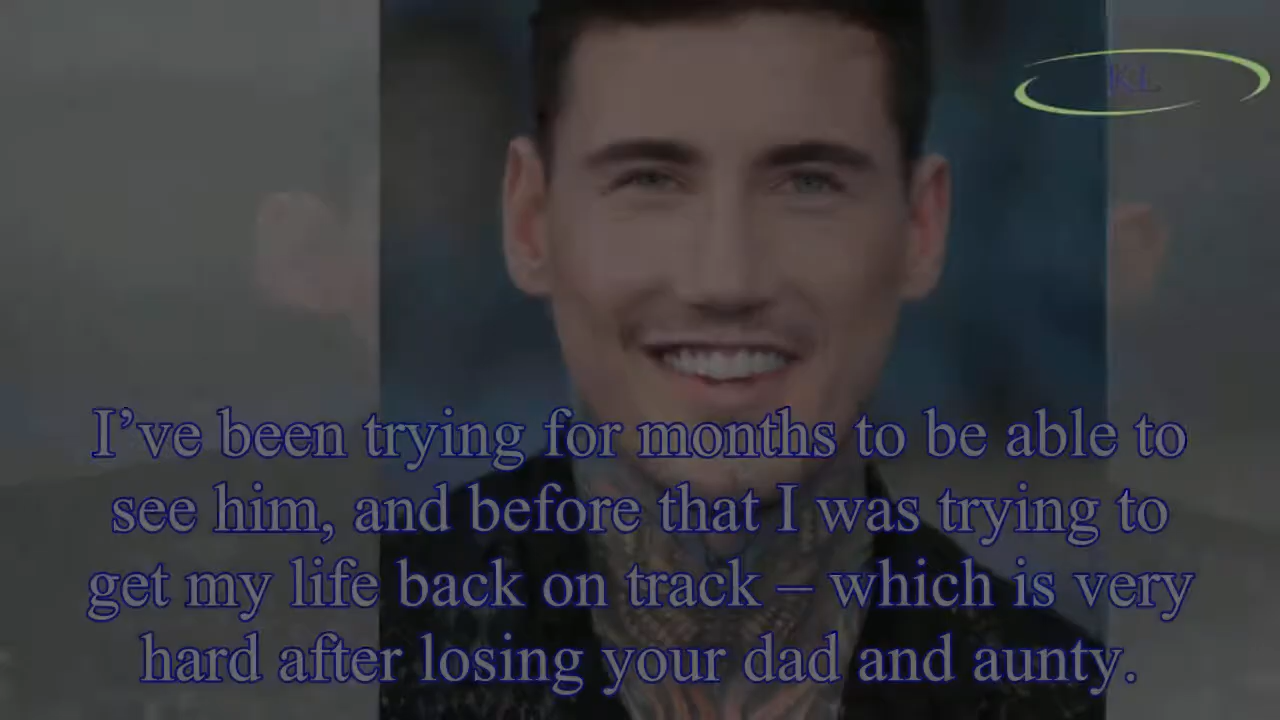 JKL
I’ve been trying for months to be able to
see him, and before that I was trying to
get my life back on track – which is very
hard after losing your dad and aunty.